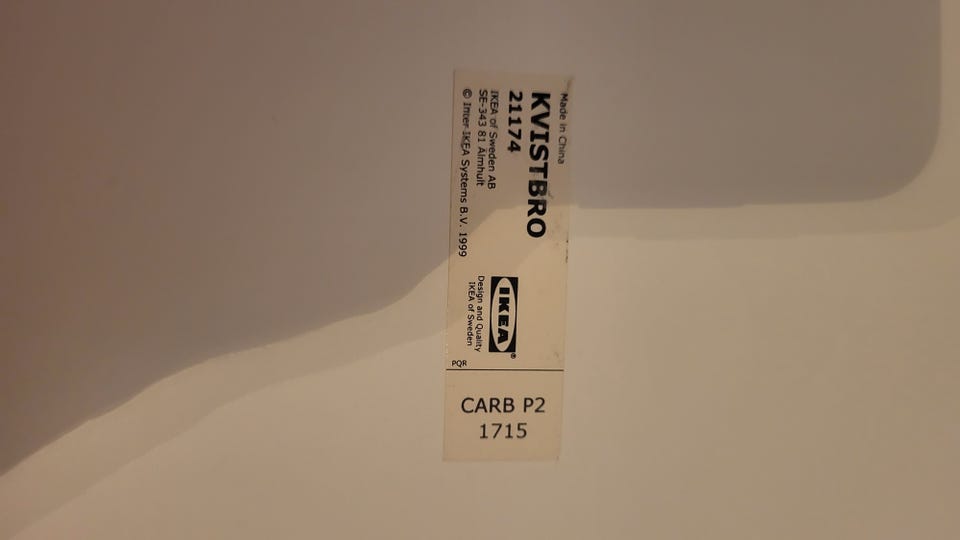 Made in China
KVISTBRO
21174
IKEA of Sweden AB
SE-343 81 Älmhult
© Inter IKEA Systems B.V. 1999
IKEA®
Design and Quality
IKEA of Sweden
PQR
CARB P2
1715